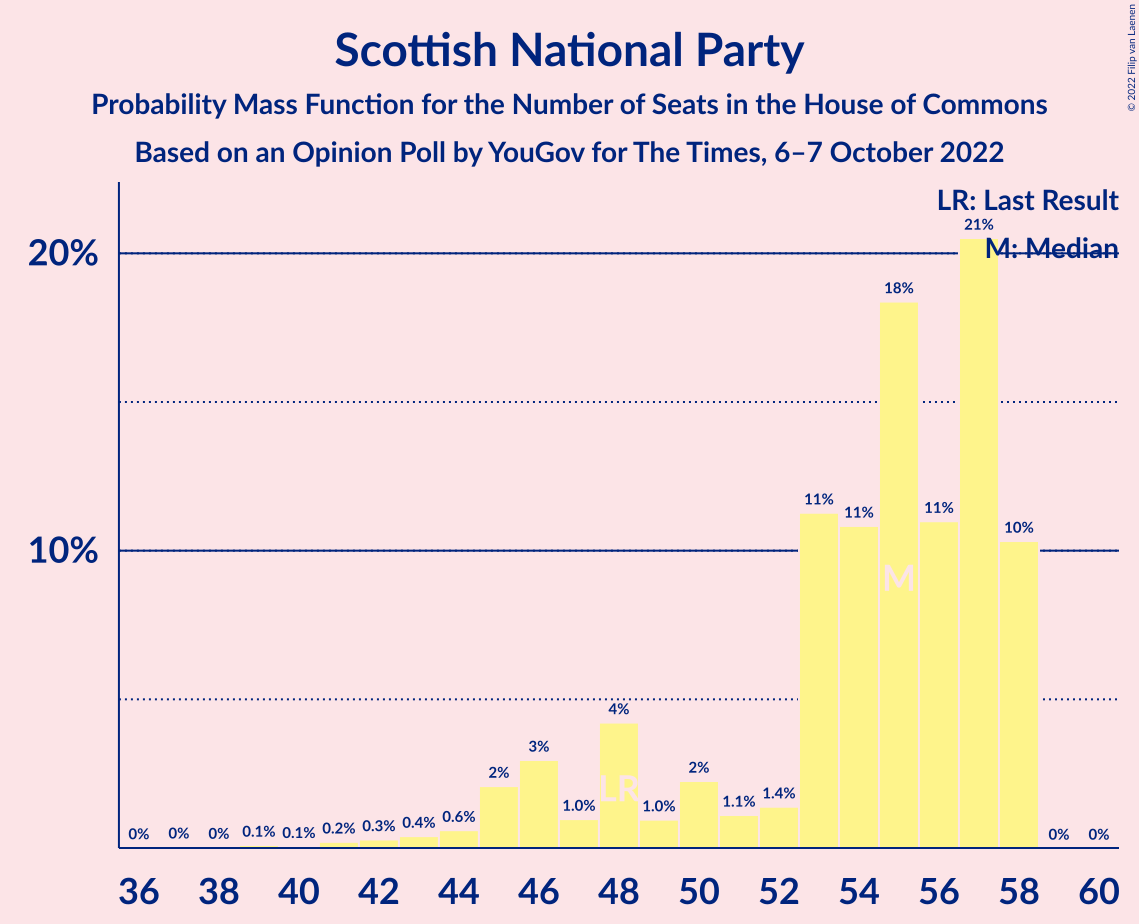 Scottish National Party
Probability Mass Function for the Number of Seats in the House of Commons
Based on an Opinion Poll by YouGov for The Times, 6–7 October 2022
© 2022 Filip van Laenen
LR: Last Result
M: Median
20%
10%
0% 0% 0% 0.1% 0.1% 0.2% 0.3% 0.4% 0.6% 2% 3% 1.0% 4% 1.0% 2% 1.1% 1.4% 11% 11% 18% 11% 21% 10% 0% 0%
LR
M
36 38 40 42 44 46 48 50 52 54 56 58 60